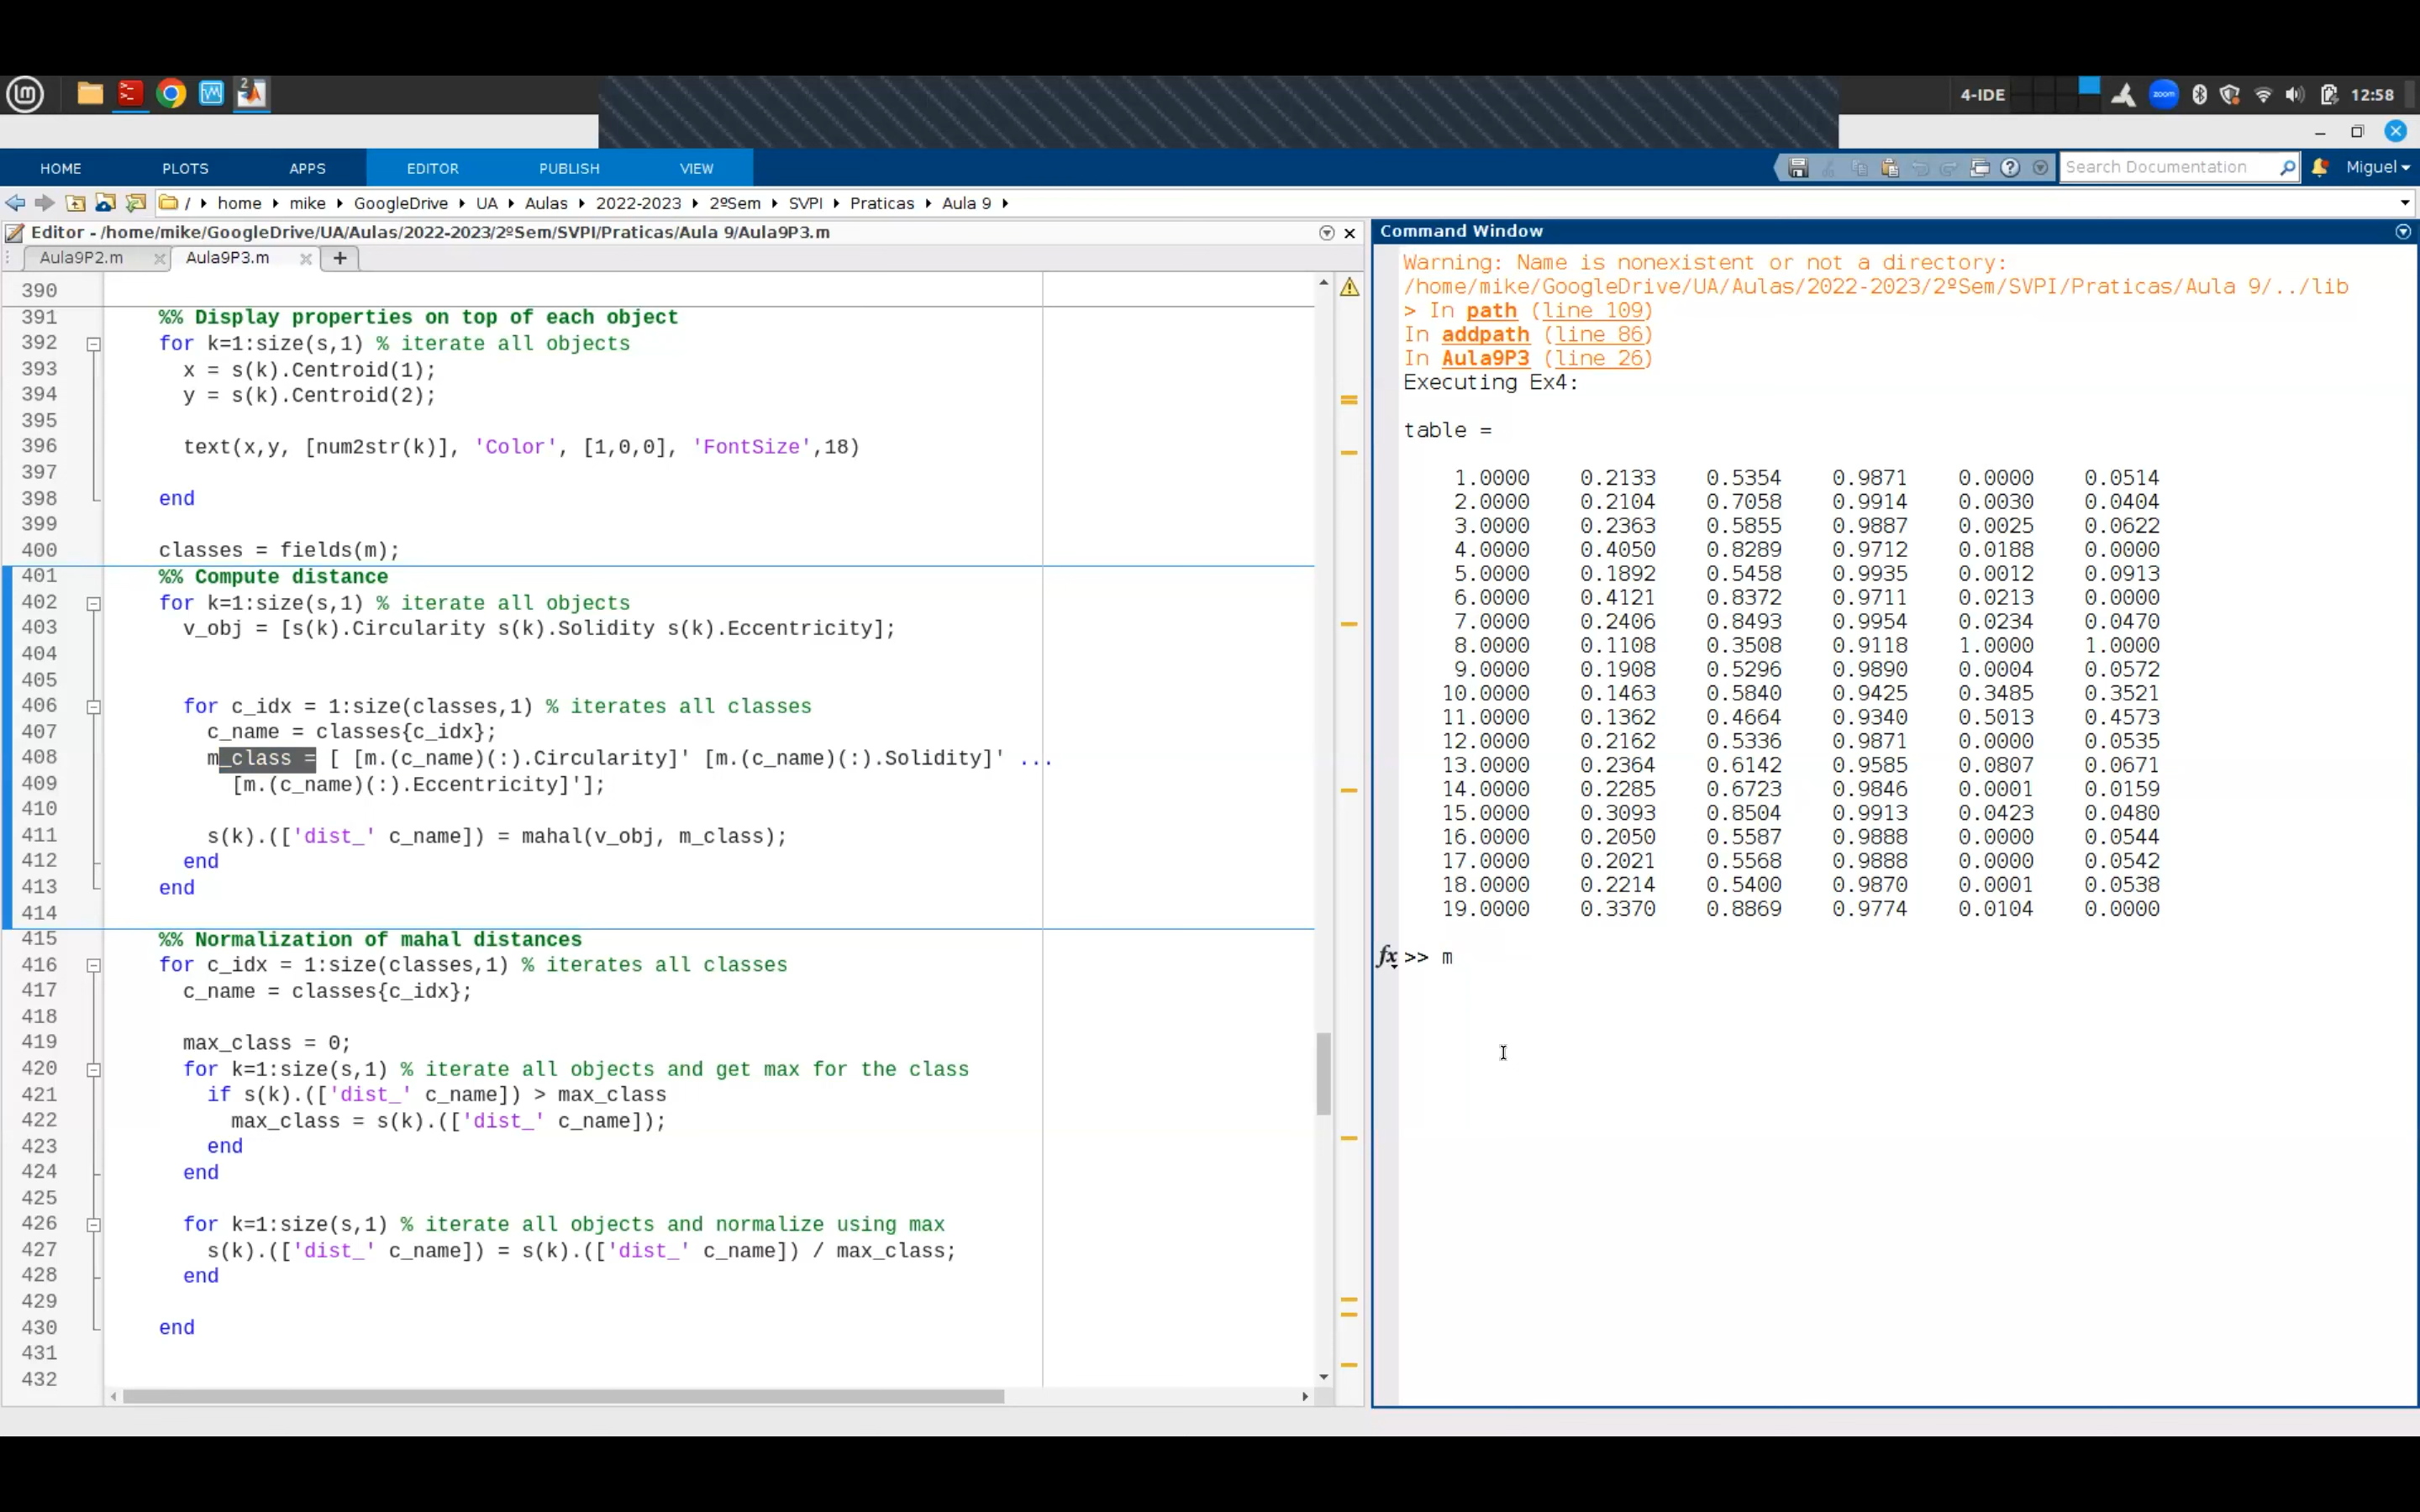 4-IDE
zoom
12:58
HOME PLOTS APPS EDITOR PUBLISH VIEW
Search Documentation
Miguel
/ home mike GoogleDrive UA Aulas 2022-2023 2ºSem SVPI Praticas Aula 9
Editor - /home/mike/GoogleDrive/UA/Aulas/2022-2023/2ºSem/SVPI/Praticas/Aula 9/Aula9P3.m
Aula9P2.m Aula9P3.m
390
391 %% Display properties on top of each object
392 for k=1:size(s,1) % iterate all objects
393 x = s(k).Centroid(1);
394 y = s(k).Centroid(2);
395
396 text(x,y, [num2str(k)], 'Color', [1,0,0], 'FontSize',18)
397
398 end
399
400 classes = fields(m);
401 %% Compute distance
402 for k=1:size(s,1) % iterate all objects
403 v_obj = [s(k).Circularity s(k).Solidity s(k).Eccentricity];
404
405
406 for c_idx = 1:size(classes,1) % iterates all classes
407 c_name = classes{c_idx};
408 m_class = [ [m.(c_name)(:).Circularity]' [m.(c_name)(:).Solidity]' ...
409 [m.(c_name)(:).Eccentricity]'];
410
411 s(k).(['dist_' c_name]) = mahal(v_obj, m_class);
412 end
413 end
414
415 %% Normalization of mahal distances
416 for c_idx = 1:size(classes,1) % iterates all classes
417 c_name = classes{c_idx};
418
419 max_class = 0;
420 for k=1:size(s,1) % iterate all objects and get max for the class
421 if s(k).(['dist_' c_name]) > max_class
422 max_class = s(k).(['dist_' c_name]);
423 end
424 end
425
426 for k=1:size(s,1) % iterate all objects and normalize using max
427 s(k).(['dist_' c_name]) = s(k).(['dist_' c_name]) / max_class;
428 end
429
430 end
431
432
Command Window
Warning: Name is nonexistent or not a directory:
/home/mike/GoogleDrive/UA/Aulas/2022-2023/2ºSem/SVPI/Praticas/Aula 9/../lib
> In path (line 109)
In addpath (line 86)
In Aula9P3 (line 26)
Executing Ex4:
table =
1.0000 0.2133 0.5354 0.9871 0.0000 0.0514
2.0000 0.2104 0.7058 0.9914 0.0030 0.0404
3.0000 0.2363 0.5855 0.9887 0.0025 0.0622
4.0000 0.4050 0.8289 0.9712 0.0188 0.0000
5.0000 0.1892 0.5458 0.9935 0.0012 0.0913
6.0000 0.4121 0.8372 0.9711 0.0213 0.0000
7.0000 0.2406 0.8493 0.9954 0.0234 0.0470
8.0000 0.1108 0.3508 0.9118 1.0000 1.0000
9.0000 0.1908 0.5296 0.9890 0.0004 0.0572
10.0000 0.1463 0.5840 0.9425 0.3485 0.3521
11.0000 0.1362 0.4664 0.9340 0.5013 0.4573
12.0000 0.2162 0.5336 0.9871 0.0000 0.0535
13.0000 0.2364 0.6142 0.9585 0.0807 0.0671
14.0000 0.2285 0.6723 0.9846 0.0001 0.0159
15.0000 0.3093 0.8504 0.9913 0.0423 0.0480
16.0000 0.2050 0.5587 0.9888 0.0000 0.0544
17.0000 0.2021 0.5568 0.9888 0.0000 0.0542
18.0000 0.2214 0.5400 0.9870 0.0001 0.0538
19.0000 0.3370 0.8869 0.9774 0.0104 0.0000
fx >> m